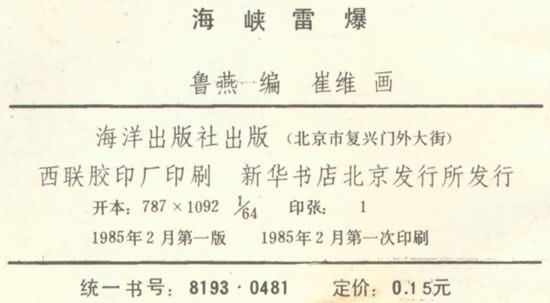 海峡雷爆
鲁燕编 崔维画
海洋出版社出版 (北京市复兴门外大街)
西联胶印厂印刷 新华书店北京发行所发行
开本: 787×1092 1/64 印张: 1
1985年2月第一版 1985年2月第一次印刷
统一书号: 8193·0481 定价: 0.15元